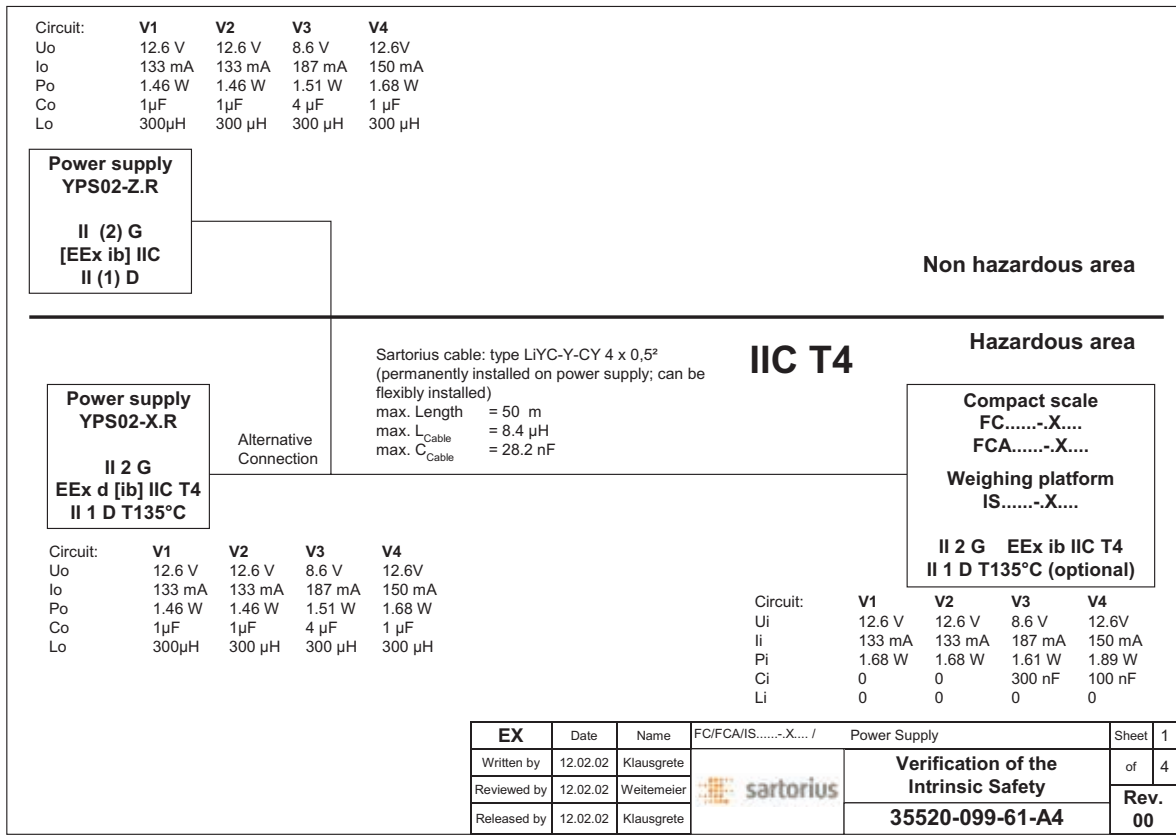 Circuit: V1 V2 V3 V4
Uo 12.6 V 12.6 V 8.6 V 12.6V
Io 133 mA 133 mA 187 mA 150 mA
Po 1.46 W 1.46 W 1.51 W 1.68 W
Co 1µF 1µF 4 µF 1 µF
Lo 300µH 300 µH 300 µH 300 µH
Power supply
YPS02-Z.R
II (2) G
[EEx ib] IIC
II (1) D
Non hazardous area
Hazardous area
IIC T4
Sartorius cable: type LiYC-Y-CY 4 x 0,5²
(permanently installed on power supply; can be
flexibly installed)
max. Length = 50 m
max. LCable = 8.4 µH
max. CCable = 28.2 nF
Power supply
YPS02-X.R
II 2 G
EEx d [ib] IIC T4
II 1 D T135°C
Alternative
Connection
Compact scale
FC......-.X....
FCA......-.X....
Weighing platform
IS......-.X....
II 2 G EEx ib IIC T4
II 1 D T135°C (optional)
Circuit: V1 V2 V3 V4
Uo 12.6 V 12.6 V 8.6 V 12.6V
Io 133 mA 133 mA 187 mA 150 mA
Po 1.46 W 1.46 W 1.51 W 1.68 W
Co 1µF 1µF 4 µF 1 µF
Lo 300µH 300 µH 300 µH 300 µH
Circuit: V1 V2 V3 V4
Ui 12.6 V 12.6 V 8.6 V 12.6V
Ii 133 mA 133 mA 187 mA 150 mA
Pi 1.68 W 1.68 W 1.61 W 1.89 W
Ci 0 0 300 nF 100 nF
Li 0 0 0 0
EX Date Name FC/FCA/IS......-.X.... / Power Supply Sheet 1
Written by 12.02.02 Klausgrete
Reviewed by 12.02.02 Weitemeier
Released by 12.02.02 Klausgrete
sartorius
Verification of the
Intrinsic Safety
35520-099-61-A4
of 4
Rev.
00